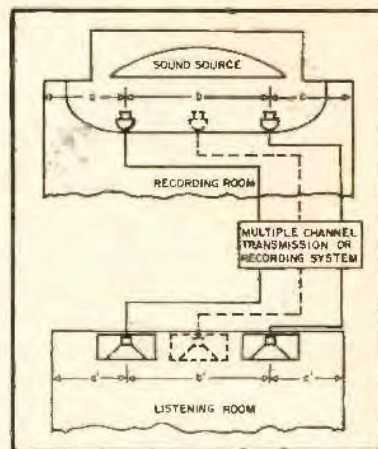 SOUND SOURCE
a b c
RECORDING ROOM
MULTIPLE CHANNEL
TRANSMISSION OR
RECORDING SYSTEM
a' b' c'
LISTENING ROOM